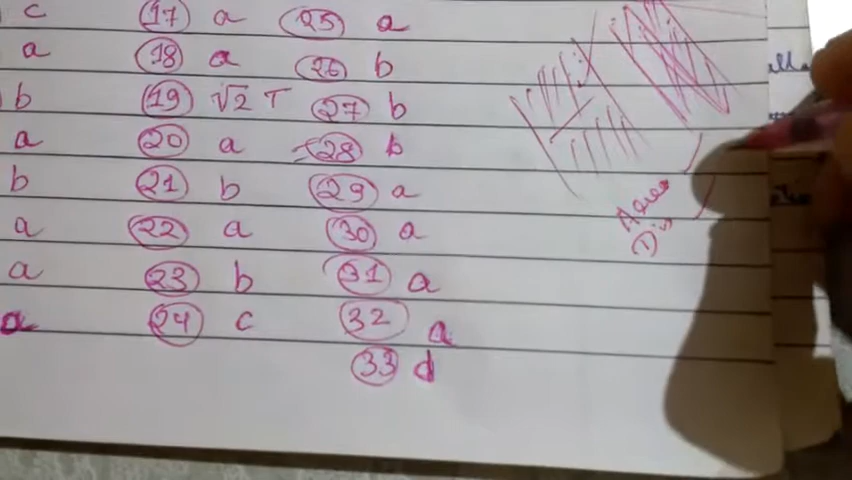 c 17 a 25 a
a 18 a 26 b
b 19 √2 T 27 b
a 20 a 28 b
b 21 b 29 a
a 22 a 30 a
a 23 b 31 a
a 24 c 32 a
33 d